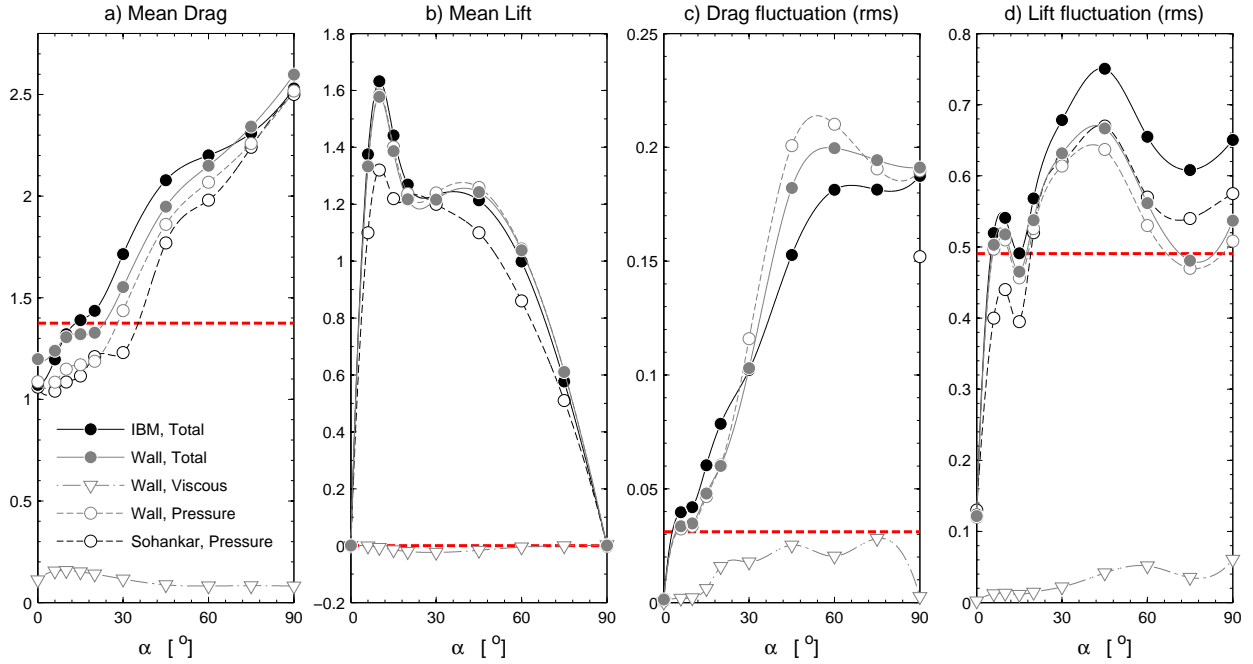 a) Mean Drag
2.5
2
1.5
1
0.5
0
0 30 60 90
α [ o]
IBM, Total
Wall, Total
Wall, Viscous
Wall, Pressure
Sohankar, Pressure
b) Mean Lift
1.8
1.6
1.4
1.2
1.0
0.8
0.6
0.4
0.2
0
−0.2
0 30 60 90
α [ o]
c) Drag fluctuation (rms)
0.25
0.2
0.15
0.1
0.05
0
0 30 60 90
α [ o]
d) Lift fluctuation (rms)
0.8
0.7
0.6
0.5
0.4
0.3
0.2
0.1
0
0 30 60 90
α [ o]